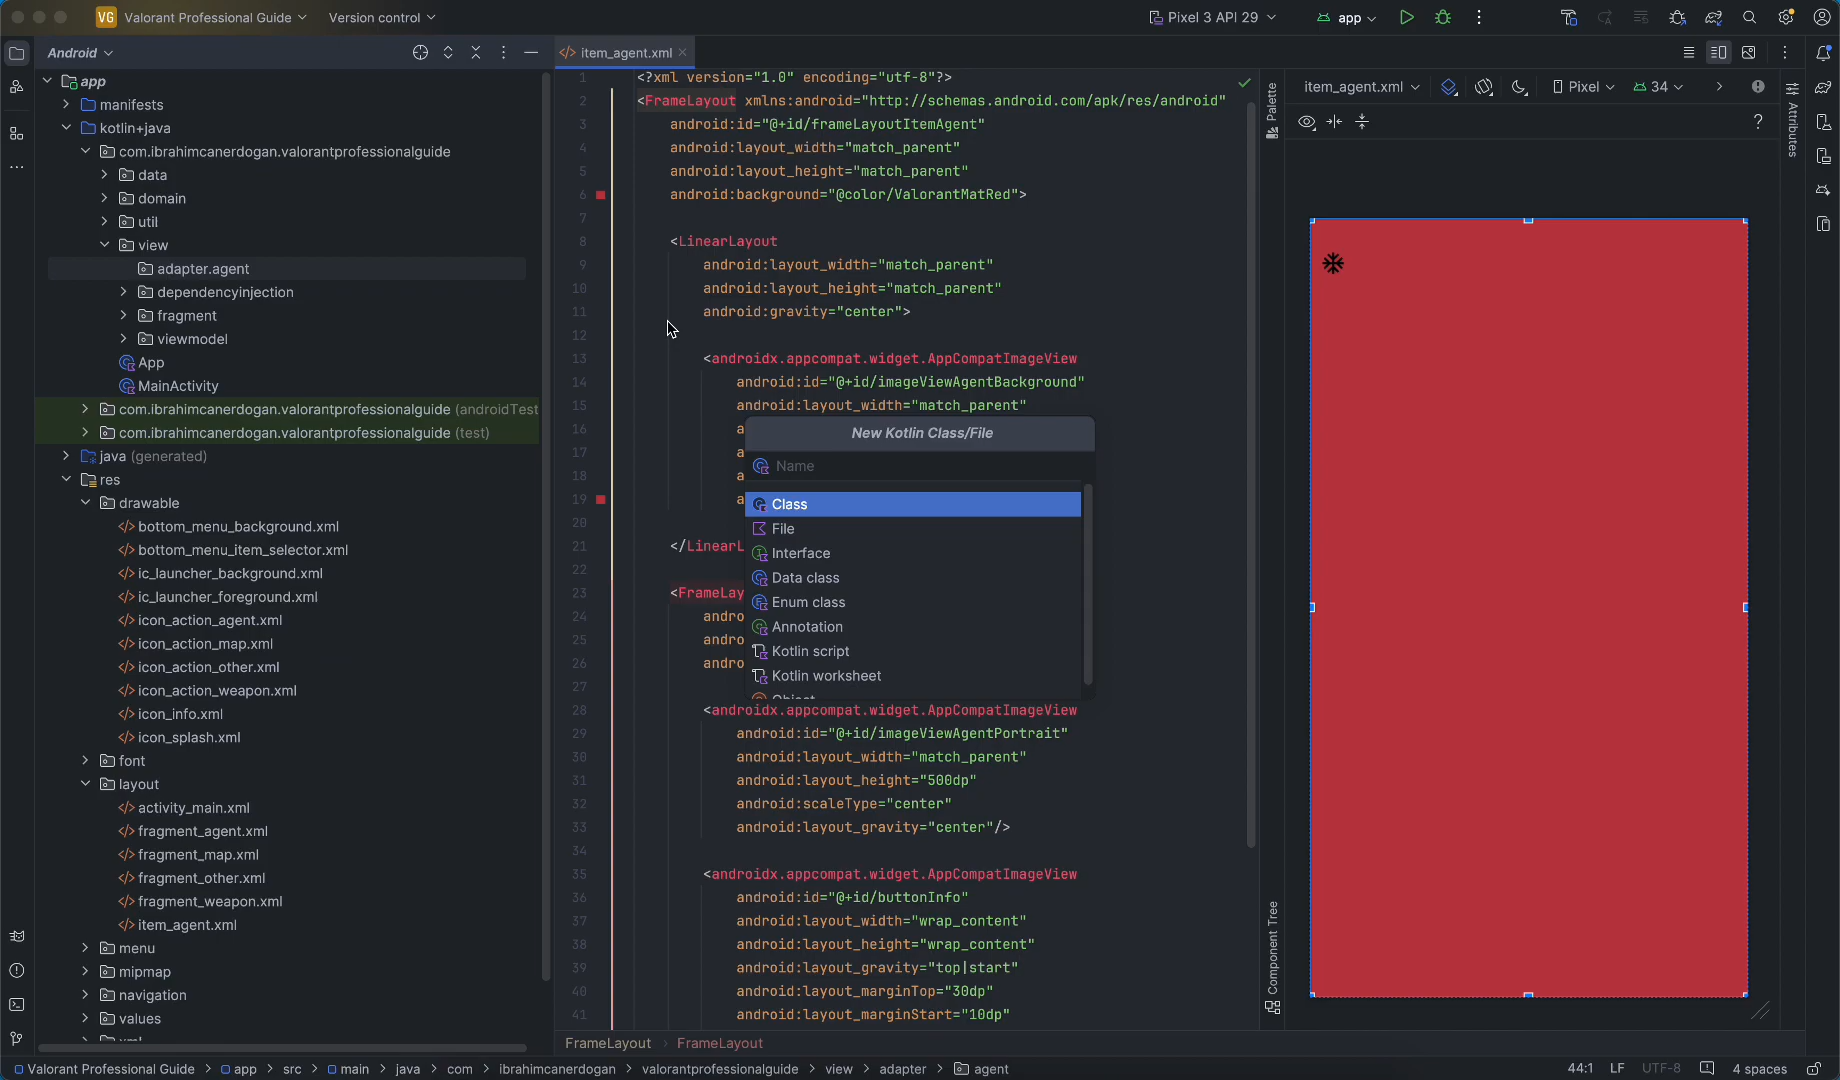 VG Valorant Professional Guide Version control Pixel 3 API 29 app
Android
item_agent.xml
app
manifests
kotlin+java
com.ibrahimcanerdogan.valorantprofessionalguide
data
domain
util
view
adapter.agent
dependencyinjection
fragment
viewmodel
App
MainActivity
com.ibrahimcanerdogan.valorantprofessionalguide (androidTest
com.ibrahimcanerdogan.valorantprofessionalguide (test)
java (generated)
res
drawable
bottom_menu_background.xml
bottom_menu_item_selector.xml
ic_launcher_background.xml
ic_launcher_foreground.xml
icon_action_agent.xml
icon_action_map.xml
icon_action_other.xml
icon_action_weapon.xml
icon_info.xml
icon_splash.xml
font
layout
activity_main.xml
fragment_agent.xml
fragment_map.xml
fragment_other.xml
fragment_weapon.xml
item_agent.xml
menu
mipmap
navigation
values
1 <?xml version="1.0" encoding="utf-8"?>
2 <FrameLayout xmlns:android="http://schemas.android.com/apk/res/android"
3 android:id="@+id/frameLayoutItemAgent"
4 android:layout_width="match_parent"
5 android:layout_height="match_parent"
6 android:background="@color/ValorantMatRed">
7
8 <LinearLayout
9 android:layout_width="match_parent"
10 android:layout_height="match_parent"
11 android:gravity="center">
12
13 <androidx.appcompat.widget.AppCompatImageView
14 android:id="@+id/imageViewAgentBackground"
15 android:layout_width="match_parent"
16 a
17 a
18 a
19 a
20
21 </LinearL
22
23 <FrameLay
24 andro
25 andro
26 andro
27
28 <androidx.appcompat.widget.AppCompatImageView
29 android:id="@+id/imageViewAgentPortrait"
30 android:layout_width="match_parent"
31 android:layout_height="500dp"
32 android:scaleType="center"
33 android:layout_gravity="center"/>
34
35 <androidx.appcompat.widget.AppCompatImageView
36 android:id="@+id/buttonInfo"
37 android:layout_width="wrap_content"
38 android:layout_height="wrap_content"
39 android:layout_gravity="top|start"
40 android:layout_marginTop="30dp"
41 android:layout_marginStart="10dp"
New Kotlin Class/File
Name
Class
File
Interface
Data class
Enum class
Annotation
Kotlin script
Kotlin worksheet
Object
FrameLayout FrameLayout
Palette
Component Tree
item_agent.xml Pixel 34
?
Attributes
Valorant Professional Guide app src main java com ibrahimcanerdogan valorantprofessionalguide view adapter agent
44:1 LF UTF-8 4 spaces